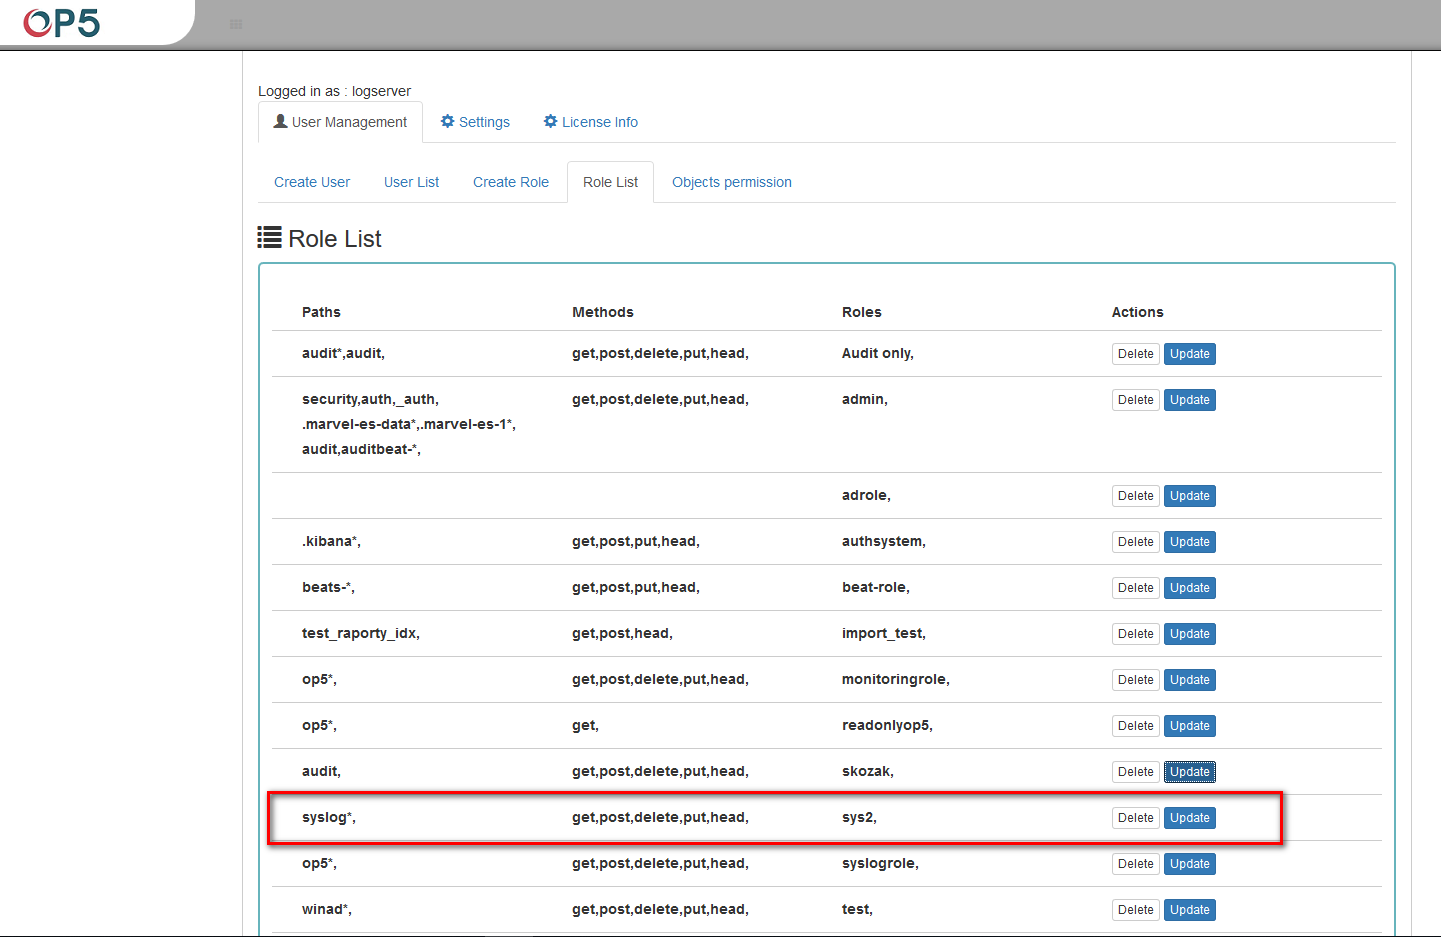 OP5
Logged in as : logserver
User Management Settings License Info
Create User User List Create Role Role List Objects permission
Role List
Paths Methods Roles Actions
audit*,audit, get,post,delete,put,head, Audit only, Delete Update
security,auth,_auth, get,post,delete,put,head, admin, Delete Update
.marvel-es-data*,.marvel-es-1*,
audit,auditbeat-*,
adrole, Delete Update
.kibana*, get,post,put,head, authsystem, Delete Update
beats-*, get,post,put,head, beat-role, Delete Update
test_raporty_idx, get,post,head, import_test, Delete Update
op5*, get,post,delete,put,head, monitoringrole, Delete Update
op5*, get, readonlyop5, Delete Update
audit, get,post,delete,put,head, skozak, Delete Update
syslog*, get,post,delete,put,head, sys2, Delete Update
op5*, get,post,delete,put,head, syslogrole, Delete Update
winad*, get,post,delete,put,head, test, Delete Update